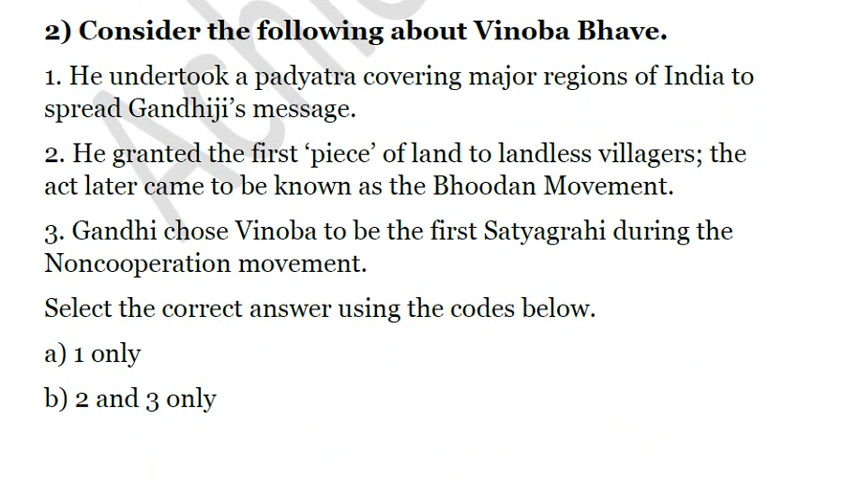 2) Consider the following about Vinoba Bhave.
1. He undertook a padyatra covering major regions of India to
spread Gandhiji's message.
2. He granted the first ‘piece’ of land to landless villagers; the
act later came to be known as the Bhoodan Movement.
3. Gandhi chose Vinoba to be the first Satyagrahi during the
Noncooperation movement.
Select the correct answer using the codes below.
a) 1 only
b) 2 and 3 only